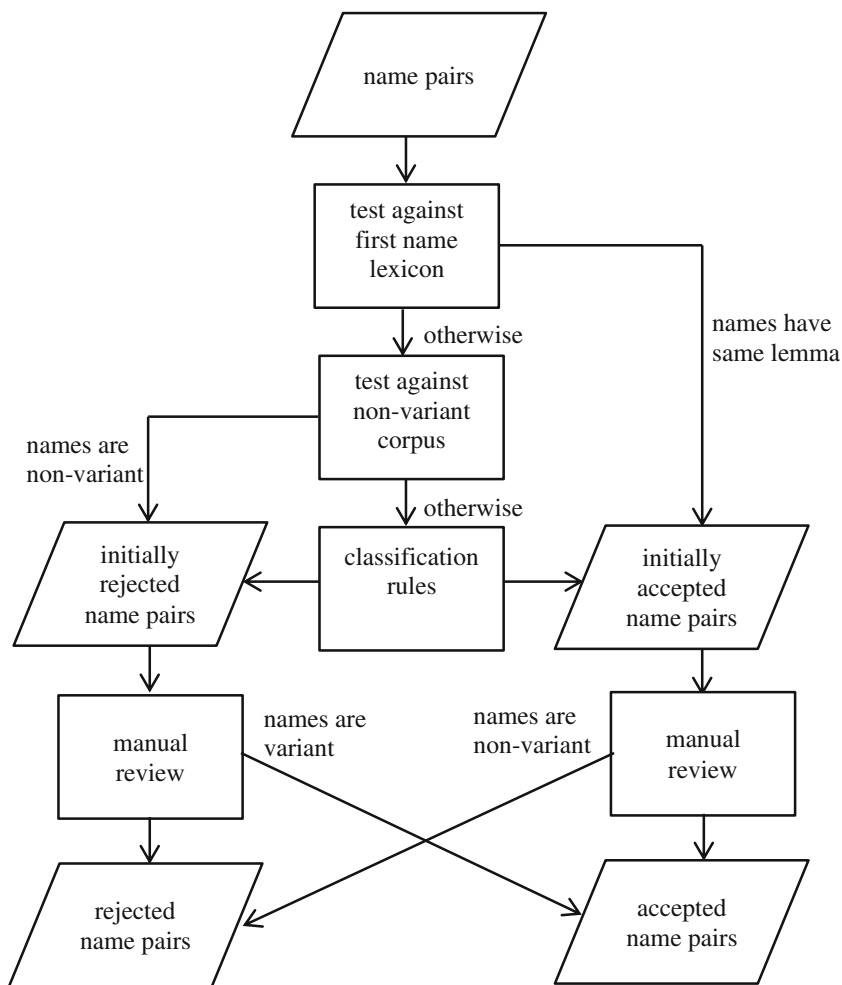 name pairs
test against
first name
lexicon
names have
same lemma
otherwise
test against
non-variant
corpus
names are
non-variant
otherwise
initially
rejected
name pairs
classification
rules
initially
accepted
name pairs
manual
review
names are
variant
names are
non-variant
manual
review
rejected
name pairs
accepted
name pairs